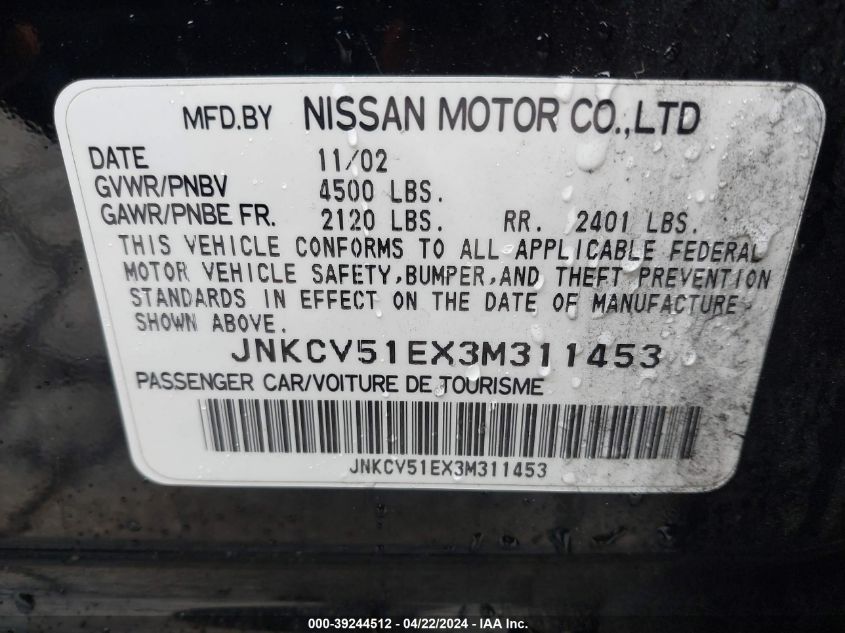 MFD.BY NISSAN MOTOR CO.,LTD
DATE 11/02
GVWR/PNBV 4500 LBS.
GAWR/PNBE FR. 2120 LBS. RR. 2401 LBS.
THIS VEHICLE CONFORMS TO ALL APPLICABLE FEDERAL
MOTOR VEHICLE SAFETY,BUMPER,AND THEFT PREVENTION
STANDARDS IN EFFECT ON THE DATE OF MANUFACTURE
SHOWN ABOVE.
JNKCV51EX3M311453
PASSENGER CAR/VOITURE DE TOURISME
JNKCV51EX3M311453
000-39244512 - 04/22/2024 - IAAI.COM.